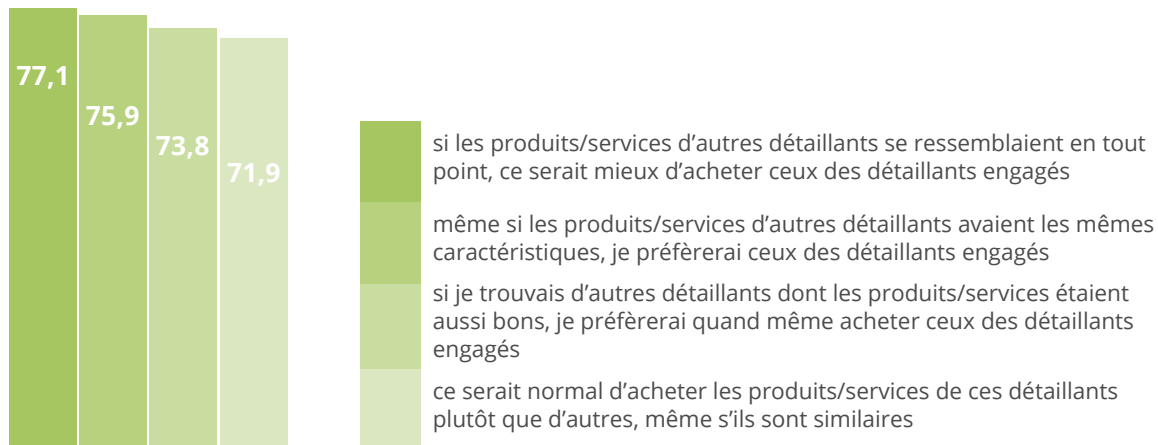 77,1
75,9
73,8
71,9
si les produits/services d’autres détaillants se ressemblaient en tout
point, ce serait mieux d’acheter ceux des détaillants engagés
même si les produits/services d’autres détaillants avaient les mêmes
caractéristiques, je préfèrerai ceux des détaillants engagés
si je trouvais d’autres détaillants dont les produits/services étaient
aussi bons, je préfèrerai quand même acheter ceux des détaillants
engagés
ce serait normal d’acheter les produits/services de ces détaillants
plutôt que d’autres, même s’ils sont similaires